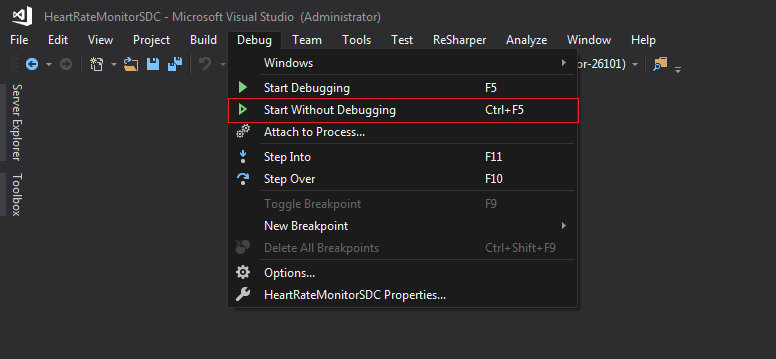 HeartRateMonitorSDC - Microsoft Visual Studio (Administrator)
File Edit View Project Build Debug Team Tools Test ReSharper Analyze Window Help
or-26101)
Server Explorer
Toolbox
Windows
Start Debugging F5
Start Without Debugging Ctrl+F5
Attach to Process...
Step Into F11
Step Over F10
Toggle Breakpoint F9
New Breakpoint
Delete All Breakpoints Ctrl+Shift+F9
Options...
HeartRateMonitorSDC Properties...